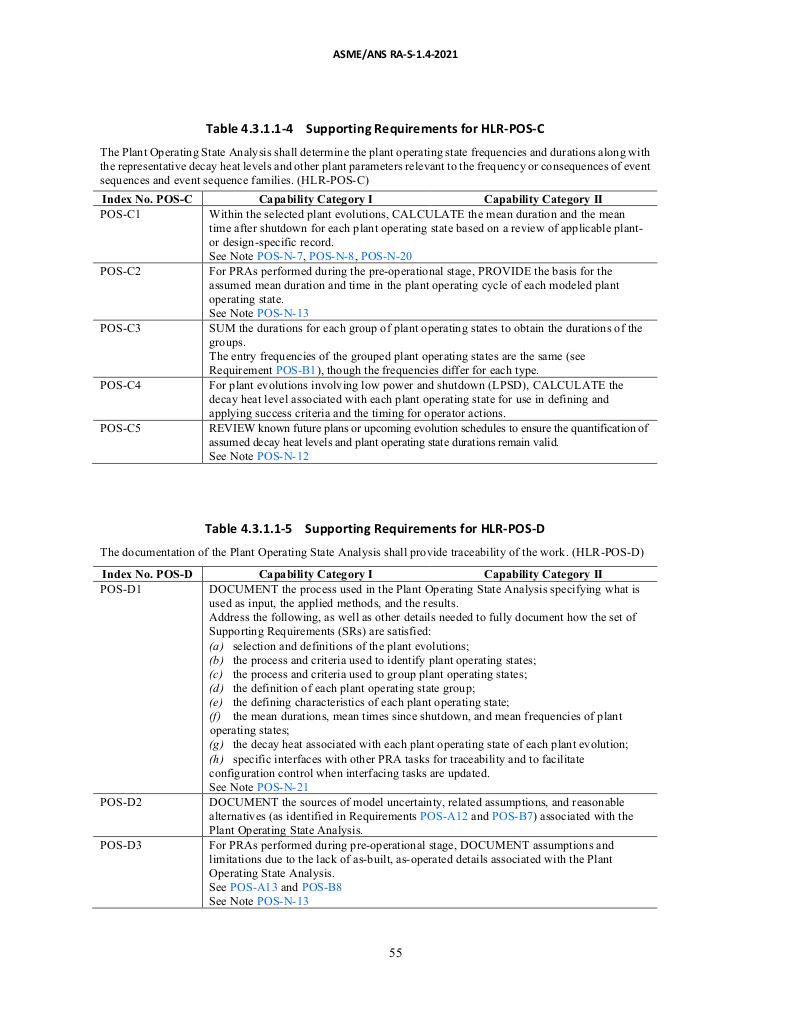 ASME/ANS RA-S-1.4-2021
Table 4.3.1.1-4 Supporting Requirements for HLR-POS-C
The Plant Operating State Analysis shall determine the plant operating state frequencies and durations along with
the representative decay heat levels and other plant parameters relevant to the frequency or consequences of event
sequences and event sequence families. (HLR-POS-C)
Index No. POS-C Capability Category I Capability Category II
POS-C1 Within the selected plant evolutions, CALCULATE the mean duration and the mean
time after shutdown for each plant operating state based on a review of applicable plant-
or design-specific record.
See Note POS-N-7, POS-N-8, POS-N-20
POS-C2 For PRAs performed during the pre-operational stage, PROVIDE the basis for the
assumed mean duration and time in the plant operating cycle of each modeled plant
operating state.
See Note POS-N-13
POS-C3 SUM the durations for each group of plant operating states to obtain the durations of the
groups.
The entry frequencies of the grouped plant operating states are the same (see
Requirement POS-B1), though the frequencies differ for each type.
POS-C4 For plant evolutions involving low power and shutdown (LPSD), CALCULATE the
decay heat level associated with each plant operating state for use in defining and
applying success criteria and the timing for operator actions.
POS-C5 REVIEW known future plans or upcoming evolution schedules to ensure the quantification of
assumed decay heat levels and plant operating state durations remain valid.
See Note POS-N-12
Table 4.3.1.1-5 Supporting Requirements for HLR-POS-D
The documentation of the Plant Operating State Analysis shall provide traceability of the work. (HLR-POS-D)
Index No. POS-D Capability Category I Capability Category II
POS-D1 DOCUMENT the process used in the Plant Operating State Analysis specifying what is
used as input, the applied methods, and the results.
Address the following, as well as other details needed to fully document how the set of
Supporting Requirements (SRs) are satisfied:
(a) selection and definitions of the plant evolutions;
(b) the process and criteria used to identify plant operating states;
(c) the process and criteria used to group plant operating states;
(d) the definition of each plant operating state group;
(e) the defining characteristics of each plant operating state;
(f) the mean durations, mean times since shutdown, and mean frequencies of plant
operating states;
(g) the decay heat associated with each plant operating state of each plant evolution;
(h) specific interfaces with other PRA tasks for traceability and to facilitate
configuration control when interfacing tasks are updated.
See Note POS-N-21
POS-D2 DOCUMENT the sources of model uncertainty, related assumptions, and reasonable
alternatives (as identified in Requirements POS-A12 and POS-B7) associated with the
Plant Operating State Analysis.
POS-D3 For PRAs performed during pre-operational stage, DOCUMENT assumptions and
limitations due to the lack of as-built, as-operated details associated with the Plant
Operating State Analysis.
See POS-A13 and POS-B8
See Note POS-N-13
55